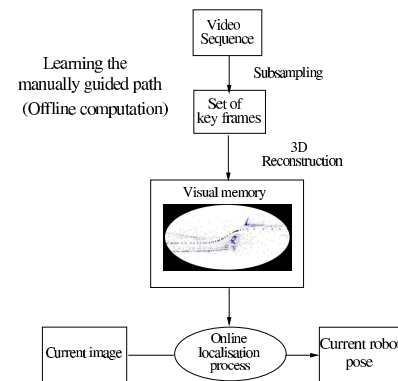 Video
Sequence
Learning the
manually guided path
(Offline computation)
Subsampling
Set of
key frames
3D
Reconstruction
Visual memory
Current image
Online
localisation
process
Current robot
pose